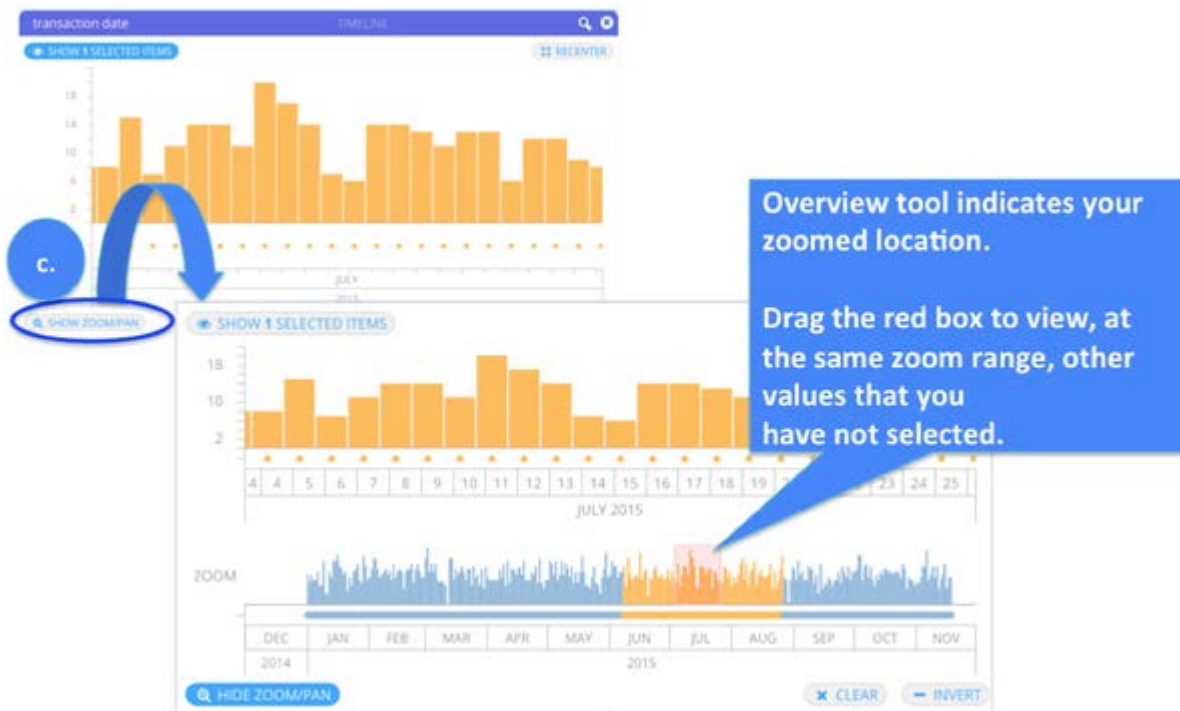 transaction date TIMELINE
SHOW 1 SELECTED ITEMS RECENTER
18
14
10
6
2
c.
JULY
2015
SHOW ZOOM/PAN
SHOW 1 SELECTED ITEMS
18
10
2
4 4 5 6 7 8 9 10 11 12 13 14 15 16 17 18 19 23 24 25
JULY 2015
Overview tool indicates your
zoomed location.
Drag the red box to view, at
the same zoom range, other
values that you
have not selected.
ZOOM
DEC JAN FEB MAR APR MAY JUN JUL AUG SEP OCT NOV
2014 2015
HIDE ZOOM/PAN CLEAR INVERT